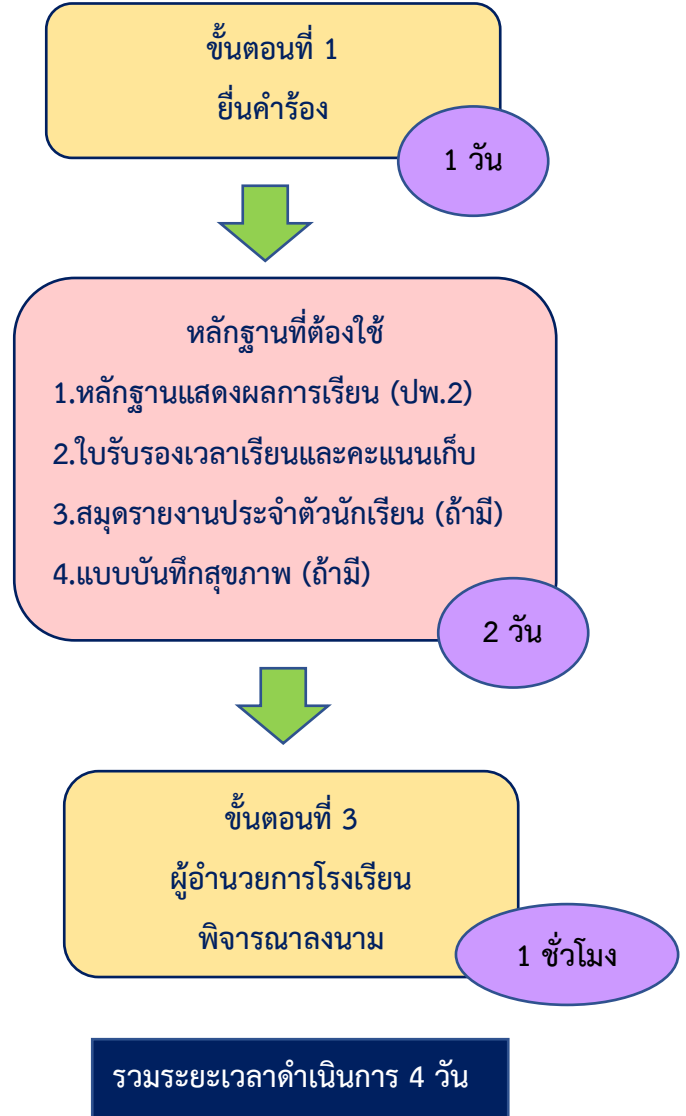 ขั้นตอนที่ 1
ยื่นคำร้อง
1 วัน
หลักฐานที่ต้องใช้
1.หลักฐานแสดงผลการเรียน (ปพ.2)
2.ใบรับรองเวลาเรียนและคะแนนเก็บ
3.สมุดรายงานประจำตัวนักเรียน (ถ้ามี)
4.แบบบันทึกสุขภาพ (ถ้ามี)
2 วัน
ขั้นตอนที่ 3
ผู้อำนวยการโรงเรียน
พิจารณาลงนาม
1 ชั่วโมง
รวมระยะเวลาดำเนินการ 4 วัน